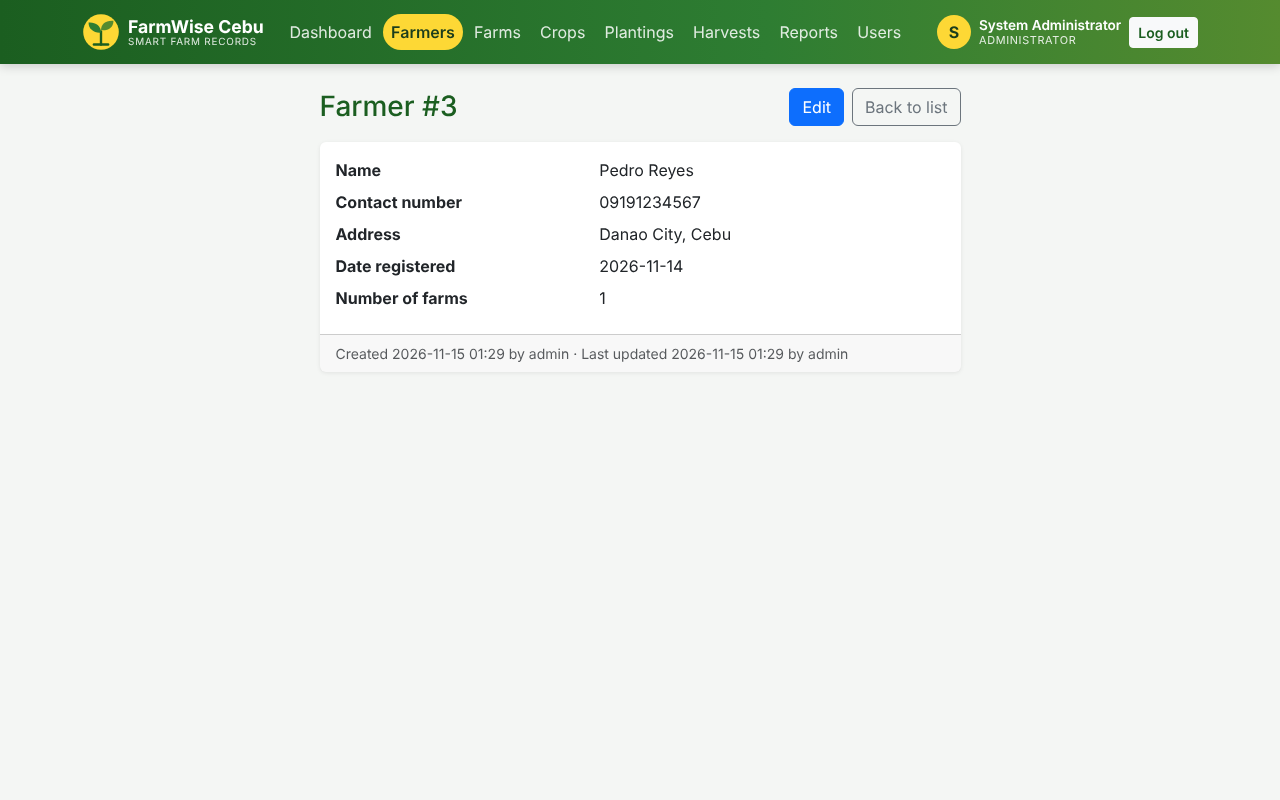 FarmWise Cebu
SMART FARM RECORDS
Dashboard Farmers Farms Crops Plantings Harvests Reports Users
S
System Administrator
ADMINISTRATOR
Log out
Farmer #3
Edit Back to list
Name Pedro Reyes
Contact number 09191234567
Address Danao City, Cebu
Date registered 2026-11-14
Number of farms 1
Created 2026-11-15 01:29 by admin · Last updated 2026-11-15 01:29 by admin